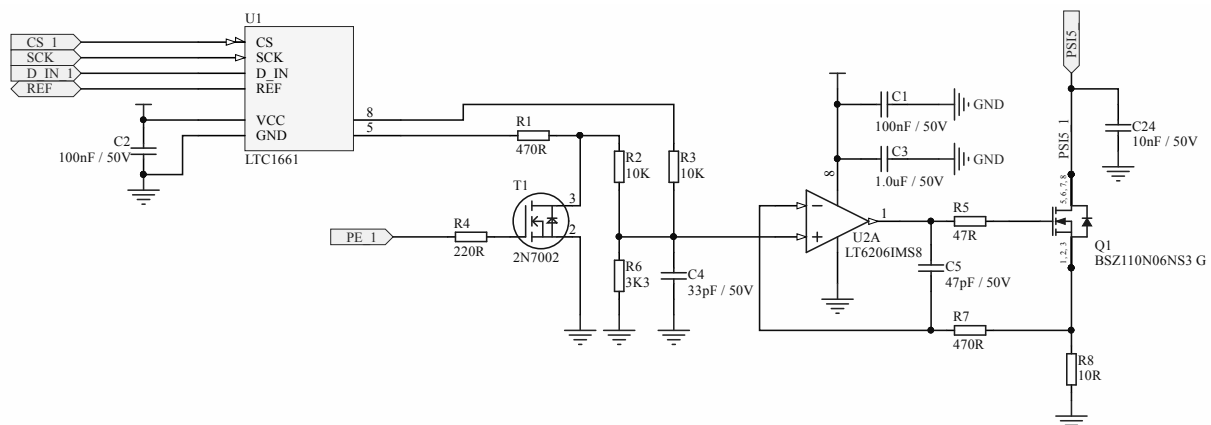 U1
CS_1
SCK
D_IN_1
REF
CS
SCK
D_IN
REF
VCC
GND
8
5
LTC1661
C2
100nF / 50V
R1
470R
R2
10K
R3
10K
T1
3
2
2N7002
PE_1
R4
220R
R6
3K3
C4
33pF / 50V
C1
100nF / 50V
GND
C3
1.0uF / 50V
GND
8
1
U2A
LT6206IMS8
R5
47R
C5
47pF / 50V
R7
470R
PSI5_
PSI5_1
C24
10nF / 50V
5, 6, 7, 8
1, 2, 3
Q1
BSZ110N06NS3 G
R8
10R